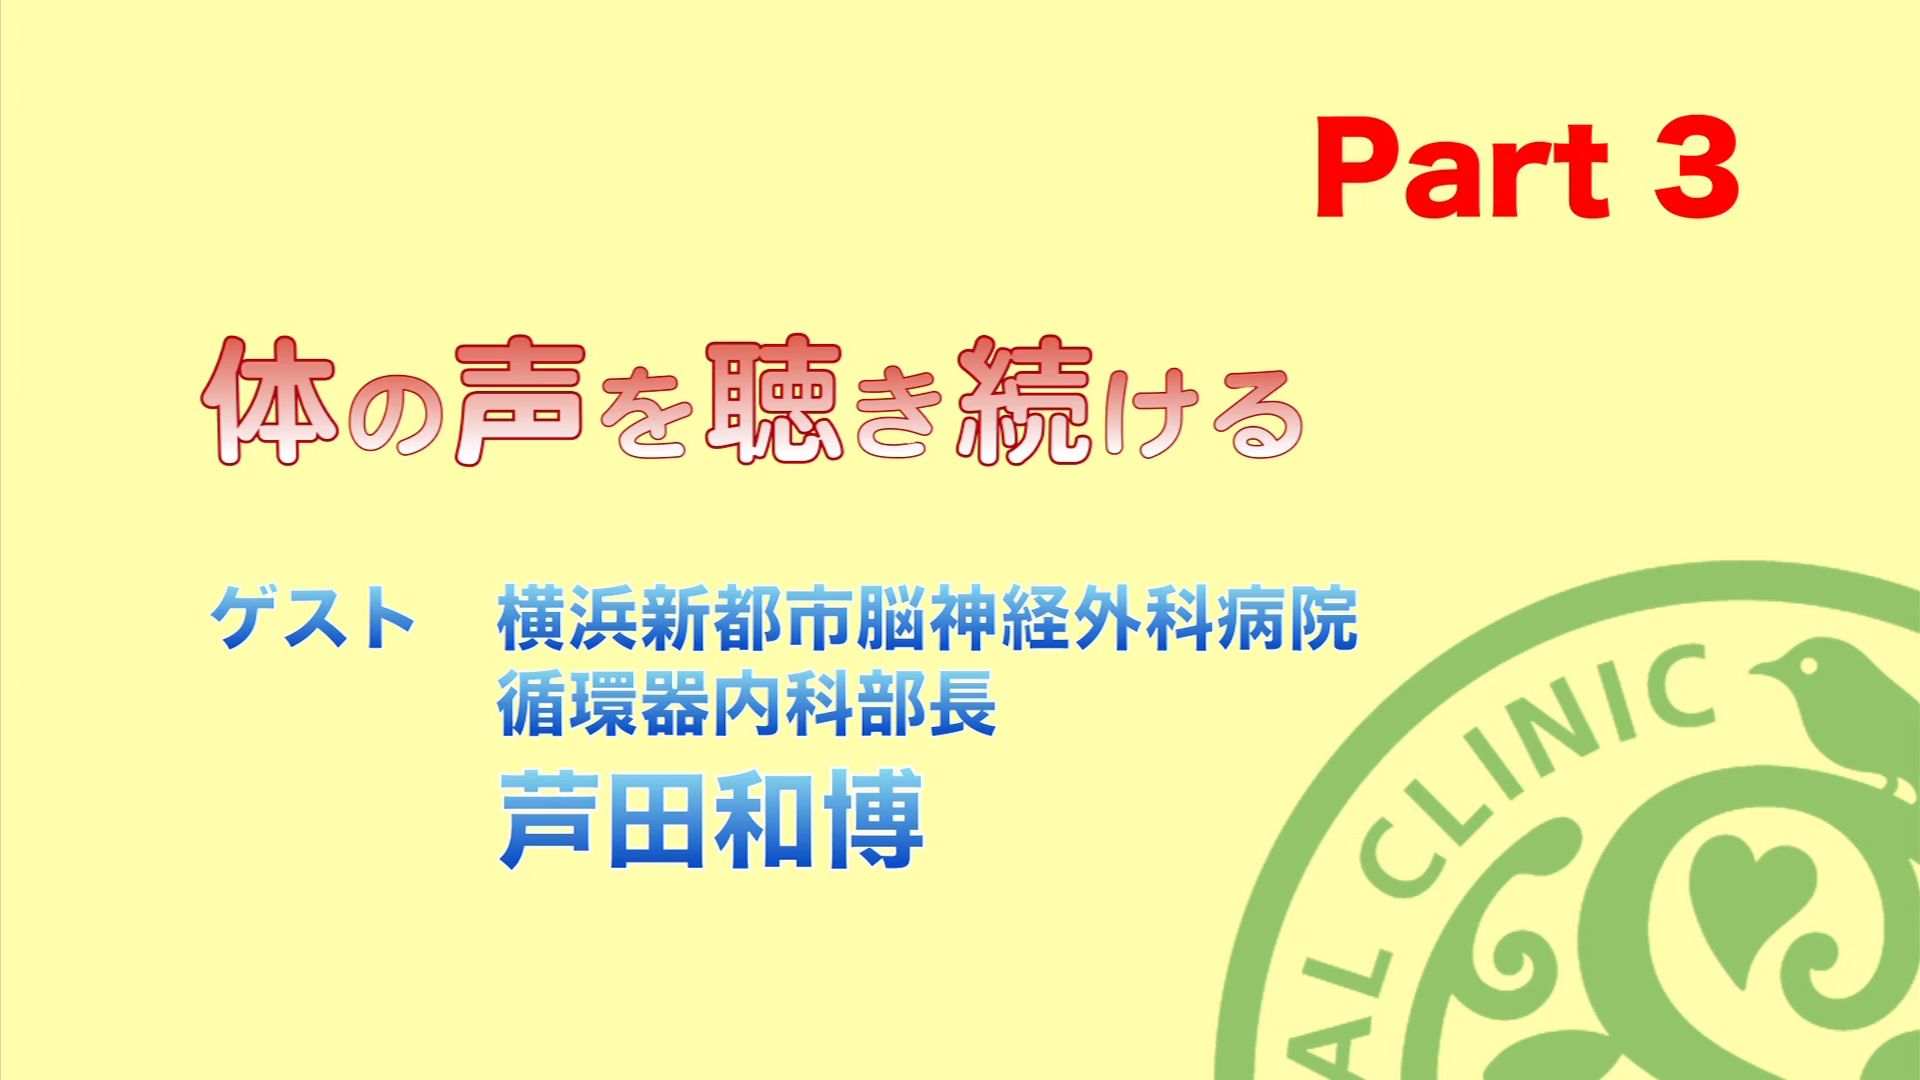 Part 3
体の声を聴き続ける
ゲスト 横浜新都市脳神経外科病院
循環器内科部長
芦田和博
AL CLINIC